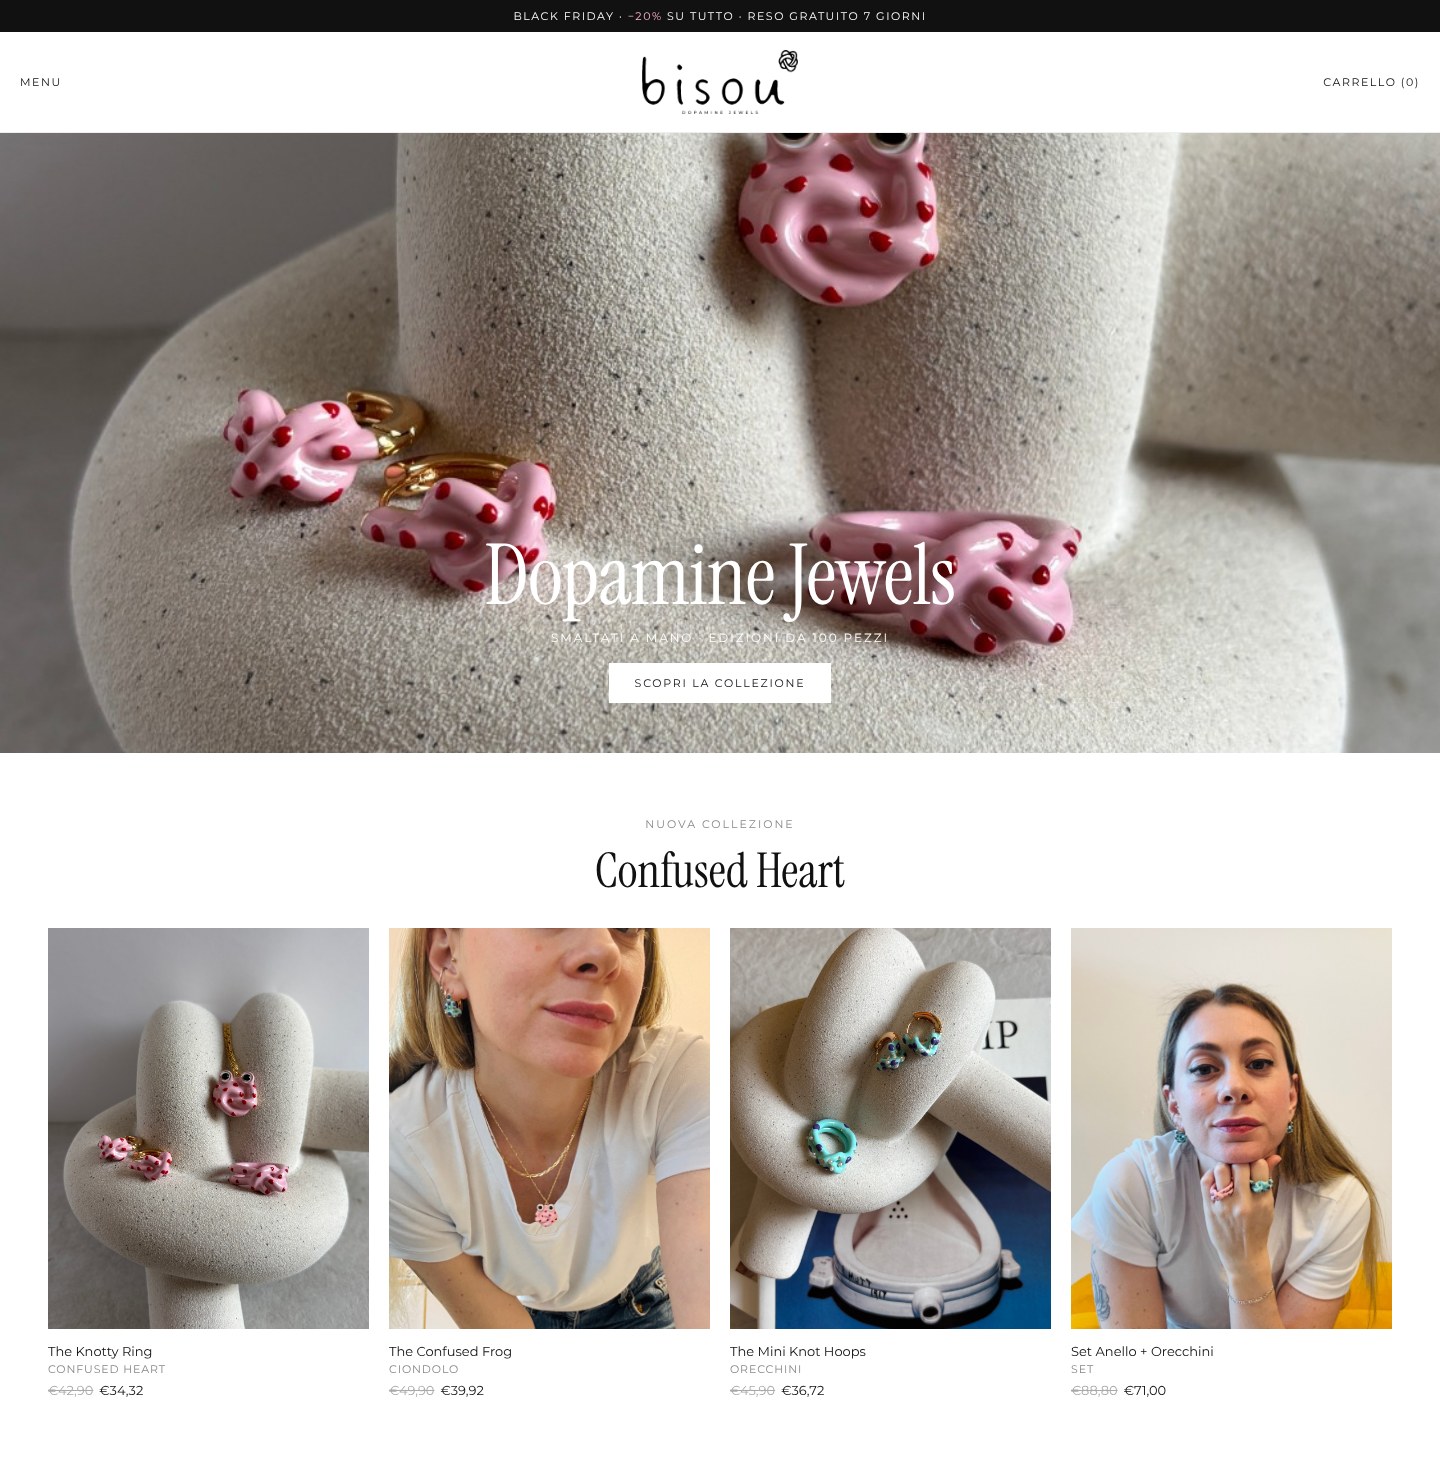 BLACK FRIDAY · −20% SU TUTTO · RESO GRATUITO 7 GIORNI
MENU
bisou
DOPAMINE JEWELS
CARRELLO (0)
Dopamine Jewels
SMALTATI A MANO · EDIZIONI DA 100 PEZZI
SCOPRI LA COLLEZIONE
NUOVA COLLEZIONE
Confused Heart
IP
The Knotty Ring
CONFUSED HEART
€42,90 €34,32
The Confused Frog
CIONDOLO
€49,90 €39,92
The Mini Knot Hoops
ORECCHINI
€45,90 €36,72
Set Anello + Orecchini
SET
€88,80 €71,00